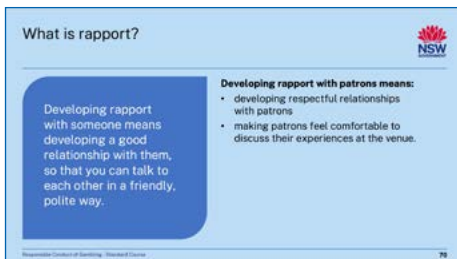 What is rapport?
NSW
GOVERNMENT
Developing rapport
with someone means
developing a good
relationship with them,
so that you can talk to
each other in a friendly,
polite way.
Developing rapport with patrons means:
• developing respectful relationships
with patrons
• making patrons feel comfortable to
discuss their experiences at the venue.
Responsible Conduct of Gambling - Standard Course
70